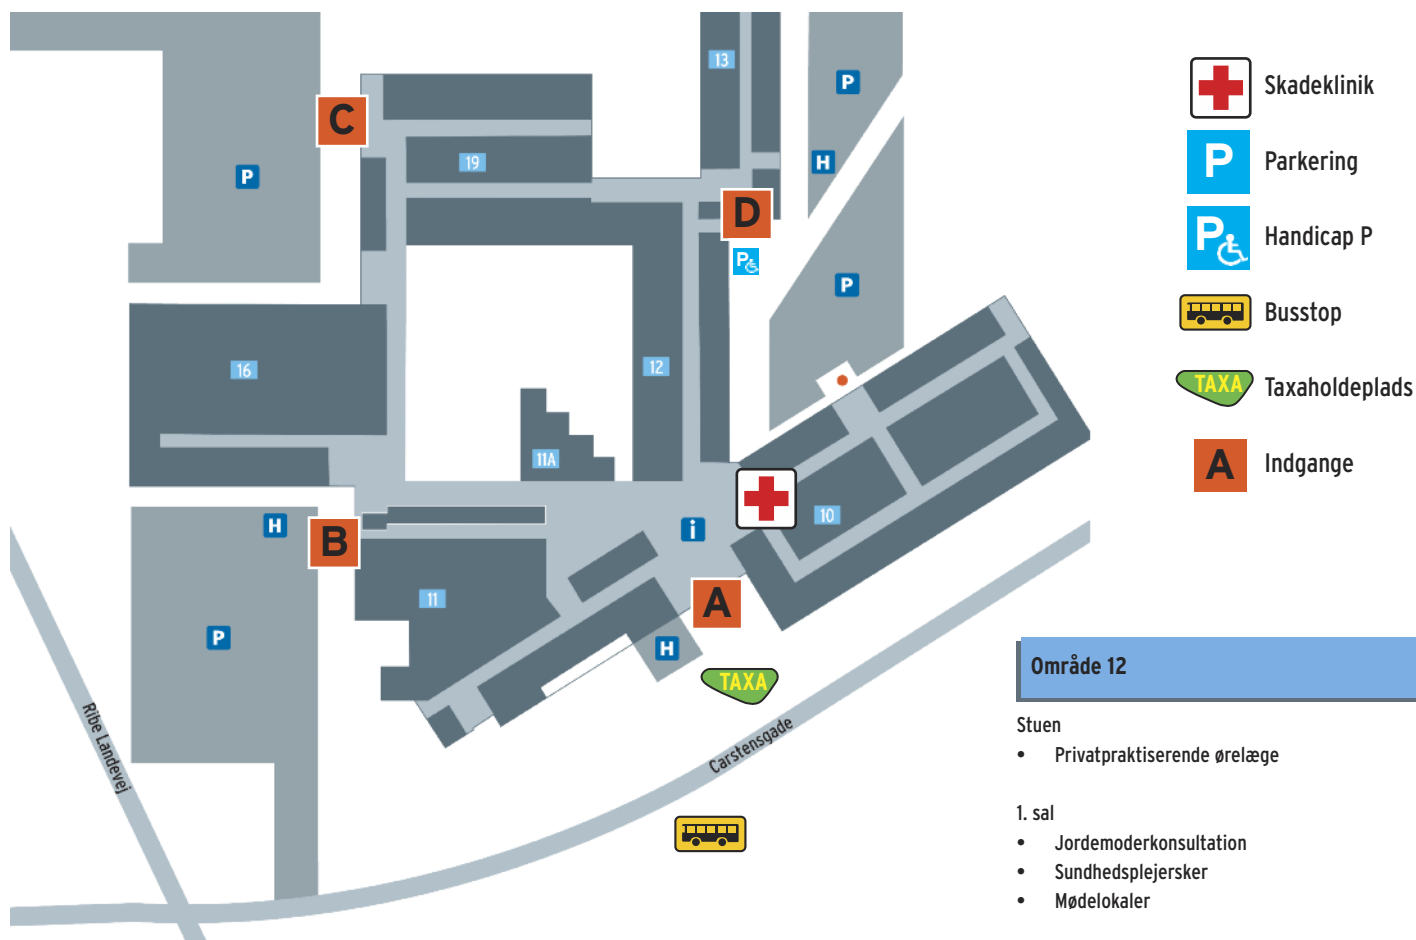 13
P
C
H
P
19
D
P
P
16
12
11A
H
B
i
10
11
A
P
H
TAXA
Ribe Landevej
Carstensgade
Skadeklinik
P
Parkering
P
Handicap P
Busstop
TAXA
Taxaholdeplads
A
Indgange
Område 12
Stuen
• Privatpraktiserende ørelæge
1. sal
• Jordemoderkonsultation
• Sundhedsplejersker
• Mødelokaler